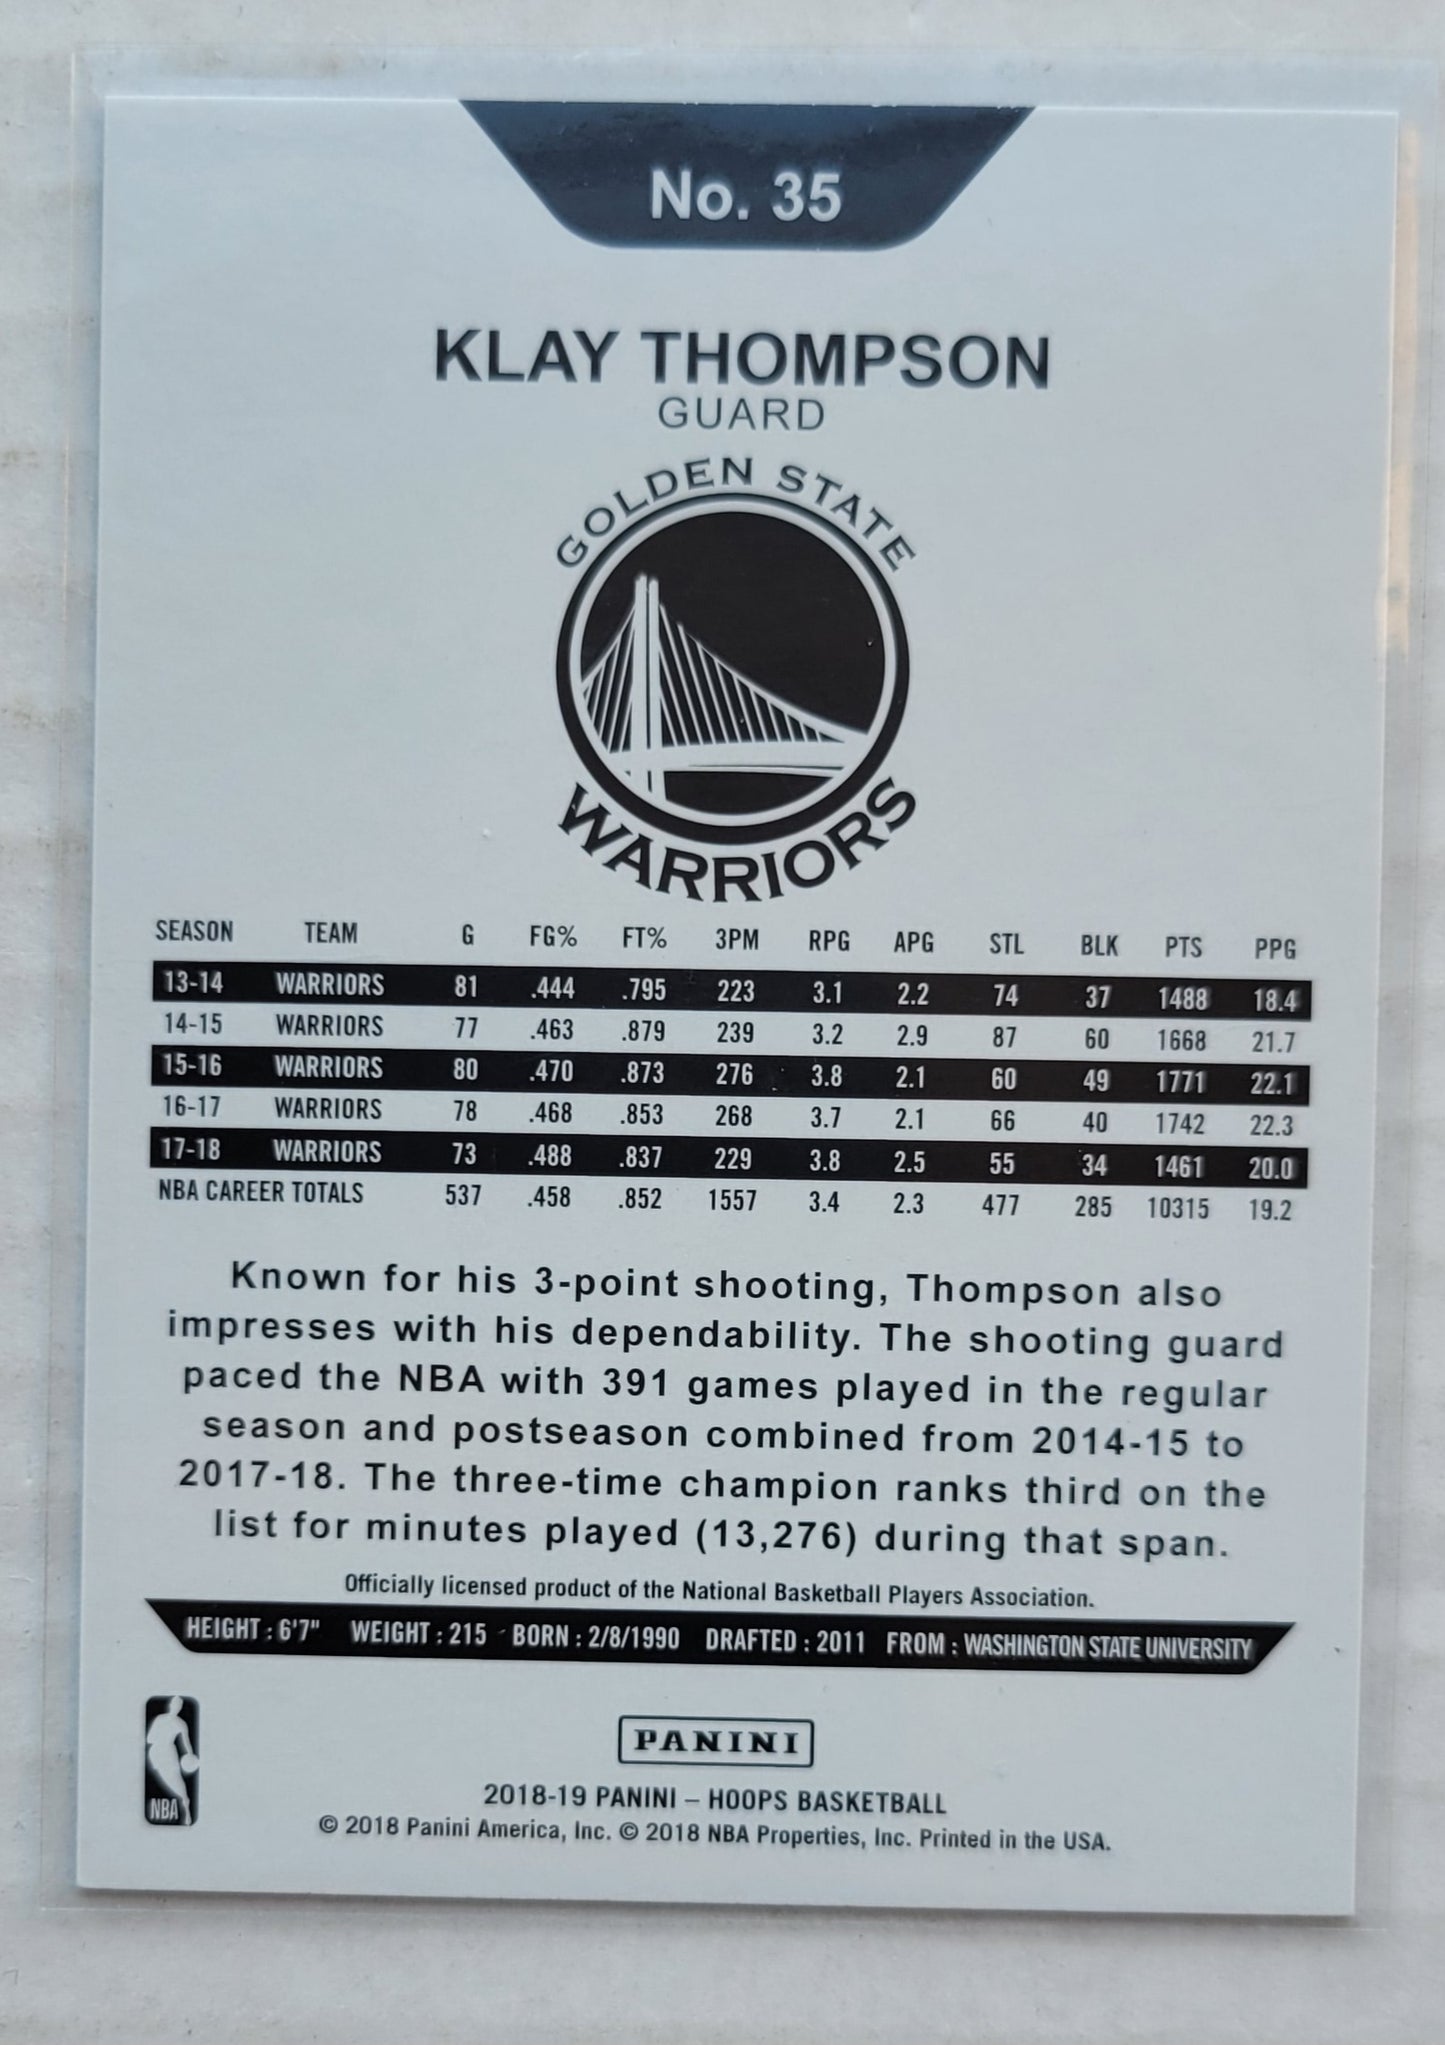 No. 35
KLAY THOMPSON
GUARD
GOLDEN STATE
WARRIORS
SEASON TEAM G FG% FT% 3PM RPG APG STL BLK PTS PPG
13-14 WARRIORS 81 .444 .795 223 3.1 2.2 74 37 1488 18.4
14-15 WARRIORS 77 .463 .879 239 3.2 2.9 87 60 1668 21.7
15-16 WARRIORS 80 .470 .873 276 3.8 2.1 60 49 1771 22.1
16-17 WARRIORS 78 .468 .853 268 3.7 2.1 66 40 1742 22.3
17-18 WARRIORS 73 .488 .837 229 3.8 2.5 55 34 1461 20.0
NBA CAREER TOTALS 537 .458 .852 1557 3.4 2.3 477 285 10315 19.2
Known for his 3-point shooting, Thompson also
impresses with his dependability. The shooting guard
paced the NBA with 391 games played in the regular
season and postseason combined from 2014-15 to
2017-18. The three-time champion ranks third on the
list for minutes played (13,276) during that span.
Officially licensed product of the National Basketball Players Association.
HEIGHT : 6'7" WEIGHT : 215 BORN : 2/8/1990 DRAFTED : 2011 FROM : WASHINGTON STATE UNIVERSITY
NBA
PANINI
2018-19 PANINI – HOOPS BASKETBALL
© 2018 Panini America, Inc. © 2018 NBA Properties, Inc. Printed in the USA.